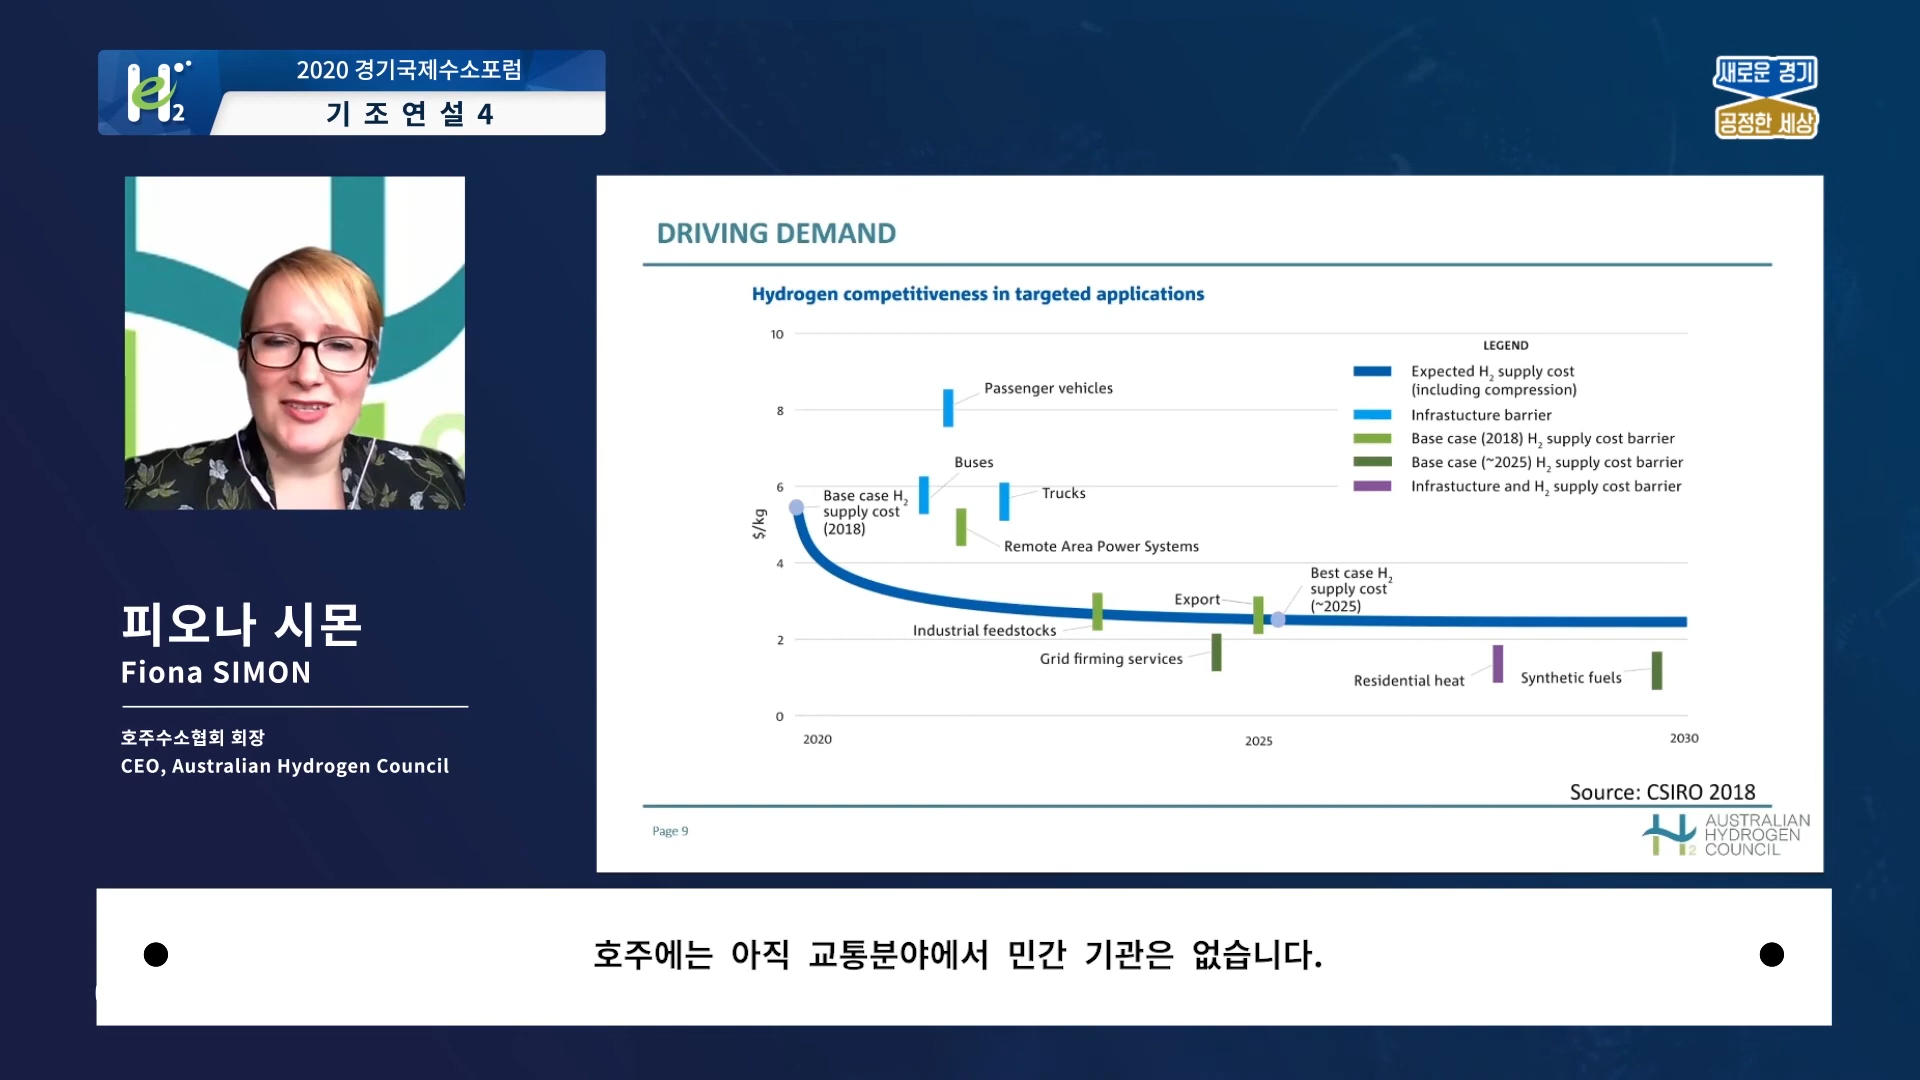 2020 경기국제수소포럼
기조연설 4
He2
새로운 경기
공정한 세상
피오나 시몬
Fiona SIMON
호주수소협회 회장
CEO, Australian Hydrogen Council
DRIVING DEMAND
Hydrogen competitiveness in targeted applications
10
8
6
4
2
0
$/kg
2020
2025
2030
Passenger vehicles
Buses
Trucks
Base case H2
supply cost
(2018)
Remote Area Power Systems
Industrial feedstocks
Export
Grid firming services
Best case H2
supply cost
(~2025)
Residential heat
Synthetic fuels
LEGEND
Expected H2 supply cost
(including compression)
Infrastucture barrier
Base case (2018) H2 supply cost barrier
Base case (~2025) H2 supply cost barrier
Infrastucture and H2 supply cost barrier
Source: CSIRO 2018
Page 9
H2
AUSTRALIAN
HYDROGEN
COUNCIL
호주에는 아직 교통분야에서 민간 기관은 없습니다.